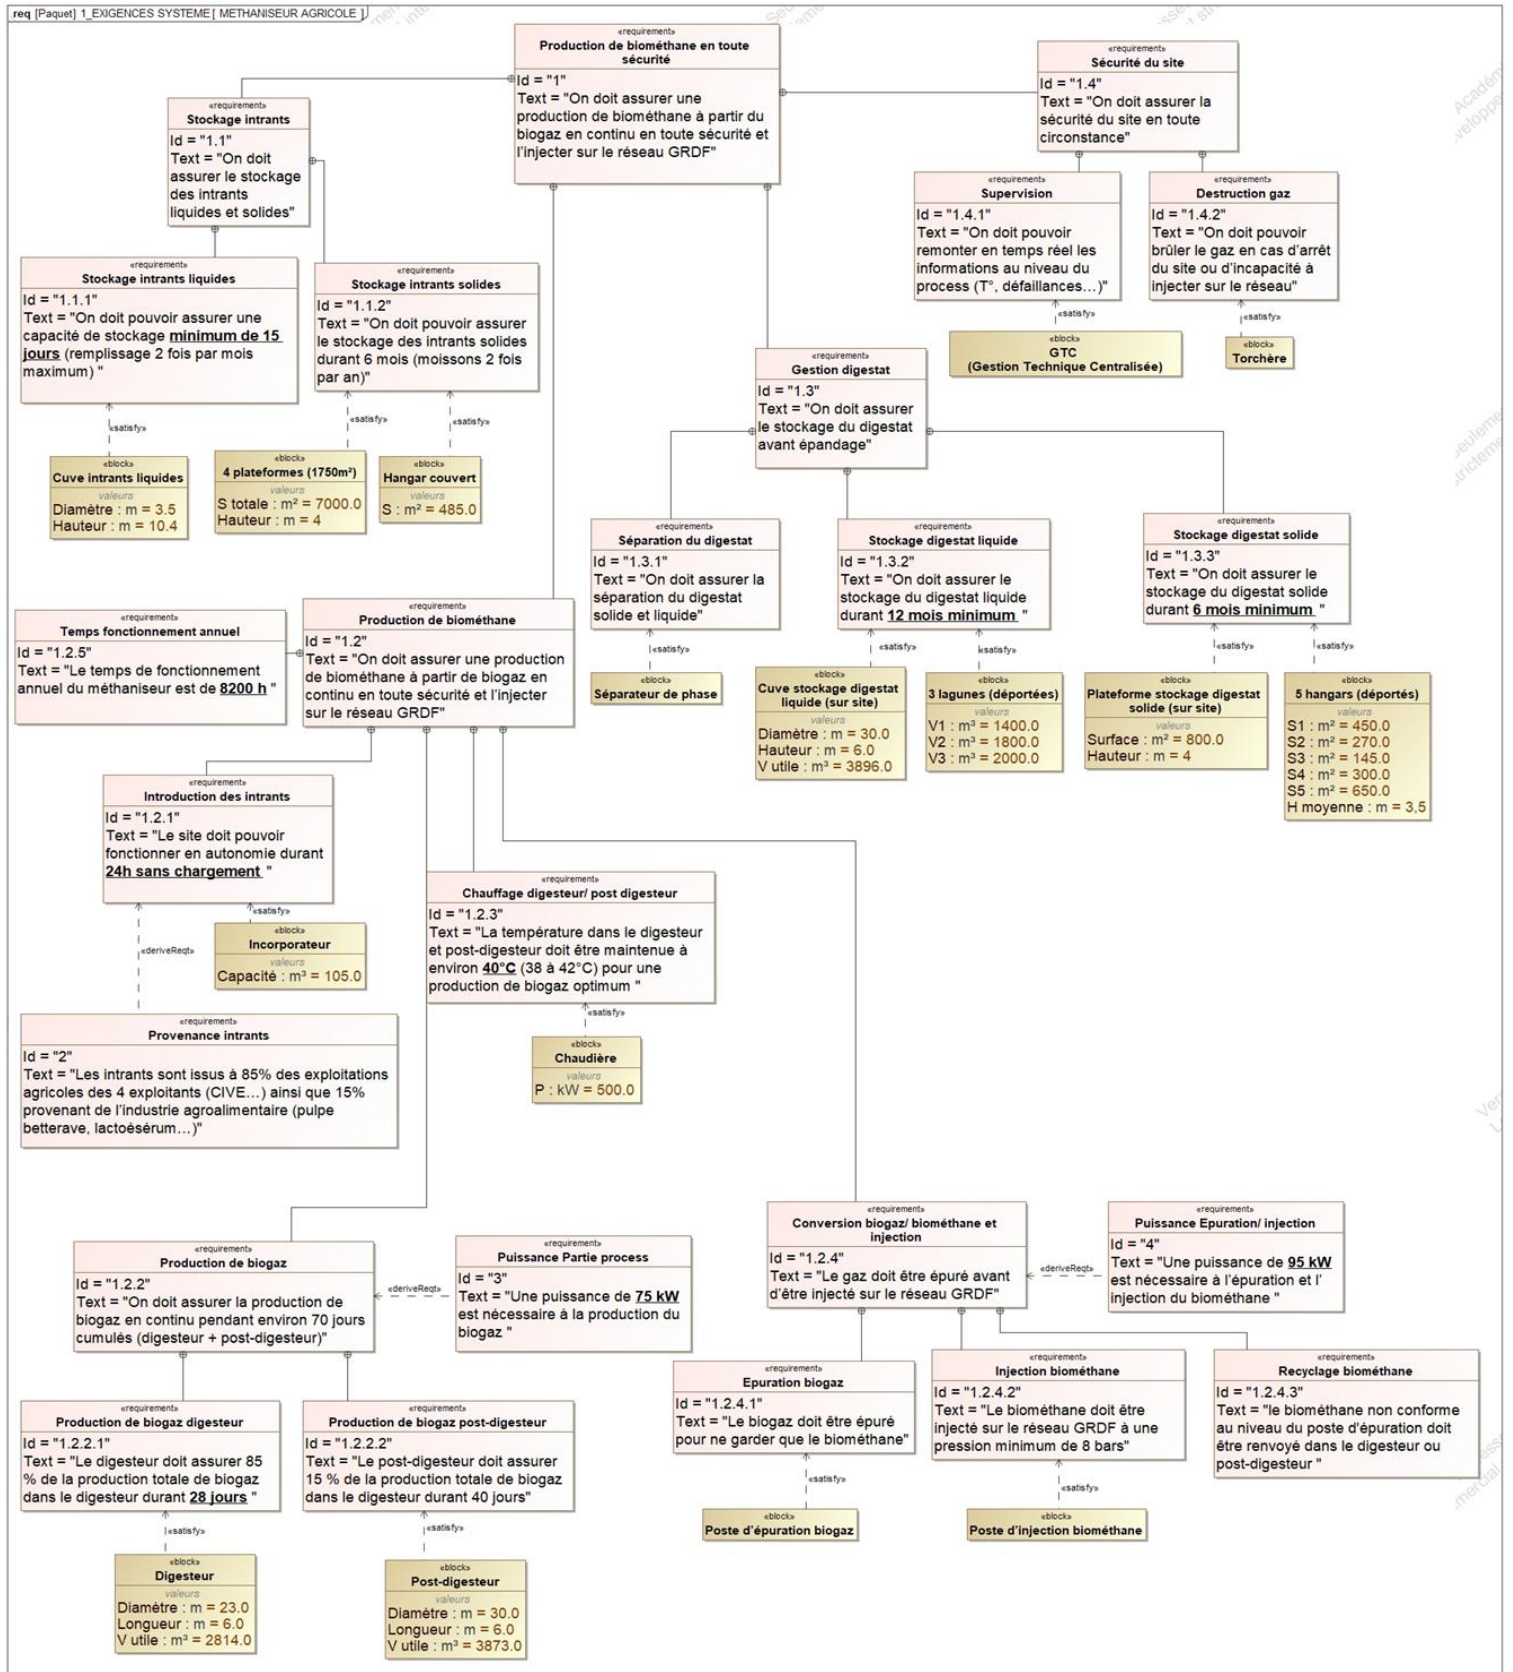 req [Paquet] 1_EXIGENCES SYSTEME [ METHANISEUR AGRICOLE ]
«requirement»
Production de biométhane en toute
sécurité
Id = "1"
Text = "On doit assurer une
production de biométhane à partir du
biogaz en continu en toute sécurité et
l'injecter sur le réseau GRDF"
«requirement»
Sécurité du site
Id = "1.4"
Text = "On doit assurer la
sécurité du site en toute
circonstance"
«requirement»
Stockage intrants
Id = "1.1"
Text = "On doit
assurer le stockage
des intrants
liquides et solides"
«requirement»
Supervision
Id = "1.4.1"
Text = "On doit pouvoir
remonter en temps réel les
informations au niveau du
process (T°, défaillances…)"
«requirement»
Destruction gaz
Id = "1.4.2"
Text = "On doit pouvoir
brûler le gaz en cas d'arrêt
du site ou d'incapacité à
injecter sur le réseau"
«satisfy»
«satisfy»
«block»
GTC
(Gestion Technique Centralisée)
«block»
Torchère
«requirement»
Stockage intrants liquides
Id = "1.1.1"
Text = "On doit pouvoir assurer une
capacité de stockage minimum de 15
jours (remplissage 2 fois par mois
maximum) "
«requirement»
Stockage intrants solides
Id = "1.1.2"
Text = "On doit pouvoir assurer
le stockage des intrants solides
durant 6 mois (moissons 2 fois
par an)"
«satisfy»
«satisfy»
«satisfy»
«block»
Cuve intrants liquides
valeurs
Diamètre : m = 3.5
Hauteur : m = 10.4
«block»
4 plateformes (1750m²)
valeurs
S totale : m² = 7000.0
Hauteur : m = 4
«block»
Hangar couvert
valeurs
S : m² = 485.0
«requirement»
Gestion digestat
Id = "1.3"
Text = "On doit assurer
le stockage du digestat
avant épandage"
«requirement»
Séparation du digestat
Id = "1.3.1"
Text = "On doit assurer la
séparation du digestat
solide et liquide"
«requirement»
Stockage digestat liquide
Id = "1.3.2"
Text = "On doit assurer le
stockage du digestat liquide
durant 12 mois minimum "
«requirement»
Stockage digestat solide
Id = "1.3.3"
Text = "On doit assurer le
stockage du digestat solide
durant 6 mois minimum "
«satisfy»
«satisfy»
«satisfy»
«satisfy»
«satisfy»
«block»
Séparateur de phase
«block»
Cuve stockage digestat
liquide (sur site)
valeurs
Diamètre : m = 30.0
Hauteur : m = 6.0
V utile : m³ = 3896.0
«block»
3 lagunes (déportées)
valeurs
V1 : m³ = 1400.0
V2 : m³ = 1800.0
V3 : m³ = 2000.0
«block»
Plateforme stockage digestat
solide (sur site)
valeurs
Surface : m² = 800.0
Hauteur : m = 4
«block»
5 hangars (déportés)
valeurs
S1 : m² = 450.0
S2 : m² = 270.0
S3 : m² = 145.0
S4 : m² = 300.0
S5 : m² = 650.0
H moyenne : m = 3,5
«requirement»
Temps fonctionnement annuel
Id = "1.2.5"
Text = "Le temps de fonctionnement
annuel du méthaniseur est de 8200 h "
«requirement»
Production de biométhane
Id = "1.2"
Text = "On doit assurer une production
de biométhane à partir de biogaz en
continu en toute sécurité et l'injecter
sur le réseau GRDF"
«requirement»
Introduction des intrants
Id = "1.2.1"
Text = "Le site doit pouvoir
fonctionner en autonomie durant
24h sans chargement "
«satisfy»
«deriveReqt»
«block»
Incorporateur
valeurs
Capacité : m³ = 105.0
«requirement»
Chauffage digesteur/ post digesteur
Id = "1.2.3"
Text = "La température dans le digesteur
et post-digesteur doit être maintenue à
environ 40°C (38 à 42°C) pour une
production de biogaz optimum "
«satisfy»
«block»
Chaudière
valeurs
P : kW = 500.0
«requirement»
Provenance intrants
Id = "2"
Text = "Les intrants sont issus à 85% des exploitations
agricoles des 4 exploitants (CIVE…) ainsi que 15%
provenant de l'industrie agroalimentaire (pulpe
betterave, lactoésérum…)"
«requirement»
Production de biogaz
Id = "1.2.2"
Text = "On doit assurer la production de
biogaz en continu pendant environ 70 jours
cumulés (digesteur + post-digesteur)"
«deriveReqt»
«requirement»
Puissance Partie process
Id = "3"
Text = "Une puissance de 75 kW
est nécessaire à la production du
biogaz "
«requirement»
Conversion biogaz/ biométhane et
injection
Id = "1.2.4"
Text = "Le gaz doit être épuré avant
d'être injecté sur le réseau GRDF"
«deriveReqt»
«requirement»
Puissance Epuration/ injection
Id = "4"
Text = "Une puissance de 95 kW
est nécessaire à l'épuration et l'
injection du biométhane "
«requirement»
Production de biogaz digesteur
Id = "1.2.2.1"
Text = "Le digesteur doit assurer 85
% de la production totale de biogaz
dans le digesteur durant 28 jours "
«requirement»
Production de biogaz post-digesteur
Id = "1.2.2.2"
Text = "Le post-digesteur doit assurer
15 % de la production totale de biogaz
dans le digesteur durant 40 jours"
«requirement»
Epuration biogaz
Id = "1.2.4.1"
Text = "Le biogaz doit être épuré
pour ne garder que le biométhane"
«requirement»
Injection biométhane
Id = "1.2.4.2"
Text = "Le biométhane doit être
injecté sur le réseau GRDF à une
pression minimum de 8 bars"
«requirement»
Recyclage biométhane
Id = "1.2.4.3"
Text = "le biométhane non conforme
au niveau du poste d'épuration doit
être renvoyé dans le digesteur ou
post-digesteur "
«satisfy»
«satisfy»
«satisfy»
«satisfy»
«block»
Poste d'épuration biogaz
«block»
Poste d'injection biométhane
«block»
Digesteur
valeurs
Diamètre : m = 23.0
Longueur : m = 6.0
V utile : m³ = 2814.0
«block»
Post-digesteur
valeurs
Diamètre : m = 30.0
Longueur : m = 6.0
V utile : m³ = 3873.0